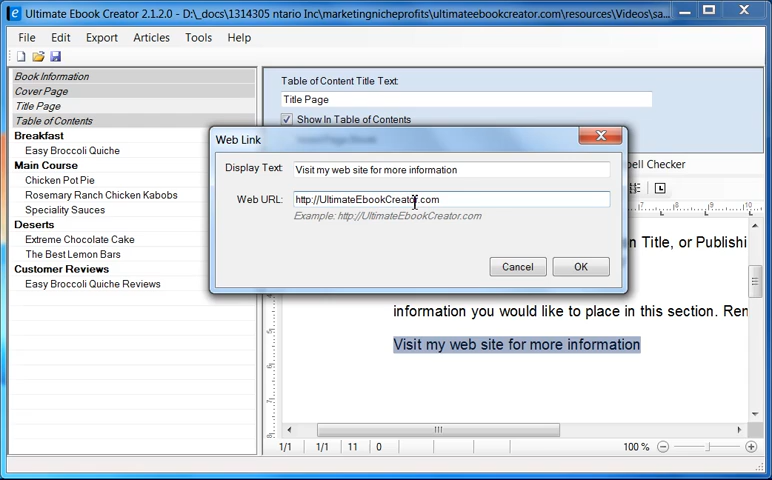 Ultimate Ebook Creator 2.1.2.0 - D:\_docs\1314305 ntario Inc\marketingnicheprofits\ultimateebookcreator.com\resources\Videos\sa...
File Edit Export Articles Tools Help
Book Information
Cover Page
Title Page
Table of Contents
Breakfast
Easy Broccoli Quiche
Main Course
Chicken Pot Pie
Rosemary Ranch Chicken Kabobs
Speciality Sauces
Deserts
Extreme Chocolate Cake
The Best Lemon Bars
Customer Reviews
Easy Broccoli Quiche Reviews
Table of Content Title Text:
Title Page
Show In Table of Contents
Web Link
Display Text: Visit my web site for more information
Web URL: http://UltimateEbookCreator.com
Example: http://UltimateEbookCreator.com
Cancel OK
ell Checker
n Title, or Publishi
information you would like to place in this section. Ren
Visit my web site for more information
1/1 1/1 11 0 100 %